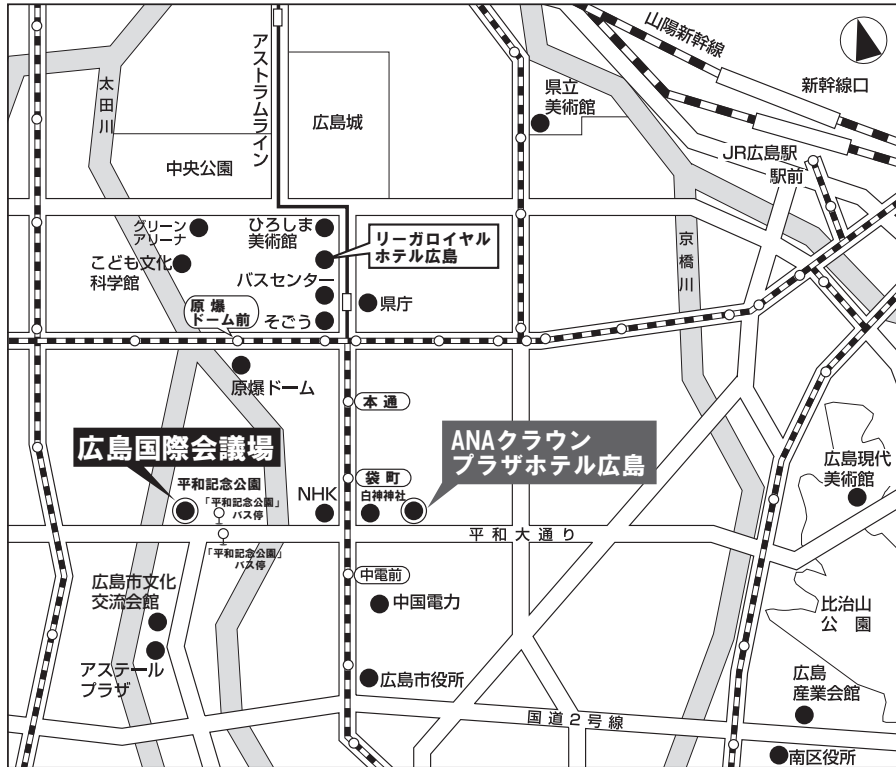 山陽新幹線
新幹線口
太田川
アストラムライン
広島城
県立
美術館
中央公園
JR広島駅
駅前
グリーン
アリーナ
ひろしま
美術館
リーガロイヤル
ホテル広島
京橋川
こども文化
科学館
バスセンター
県庁
原爆
ドーム前
そごう
原爆ドーム
本通
ANAクラウン
プラザホテル広島
広島国際会議場
広島現代
美術館
平和記念公園
袋町
白神神社
NHK
「平和記念公園」
バス停
平和大通り
「平和記念公園」
バス停
中電前
広島市文化
交流会館
中国電力
比治山
公園
アステール
プラザ
広島市役所
広島
産業会館
国道2号線
南区役所